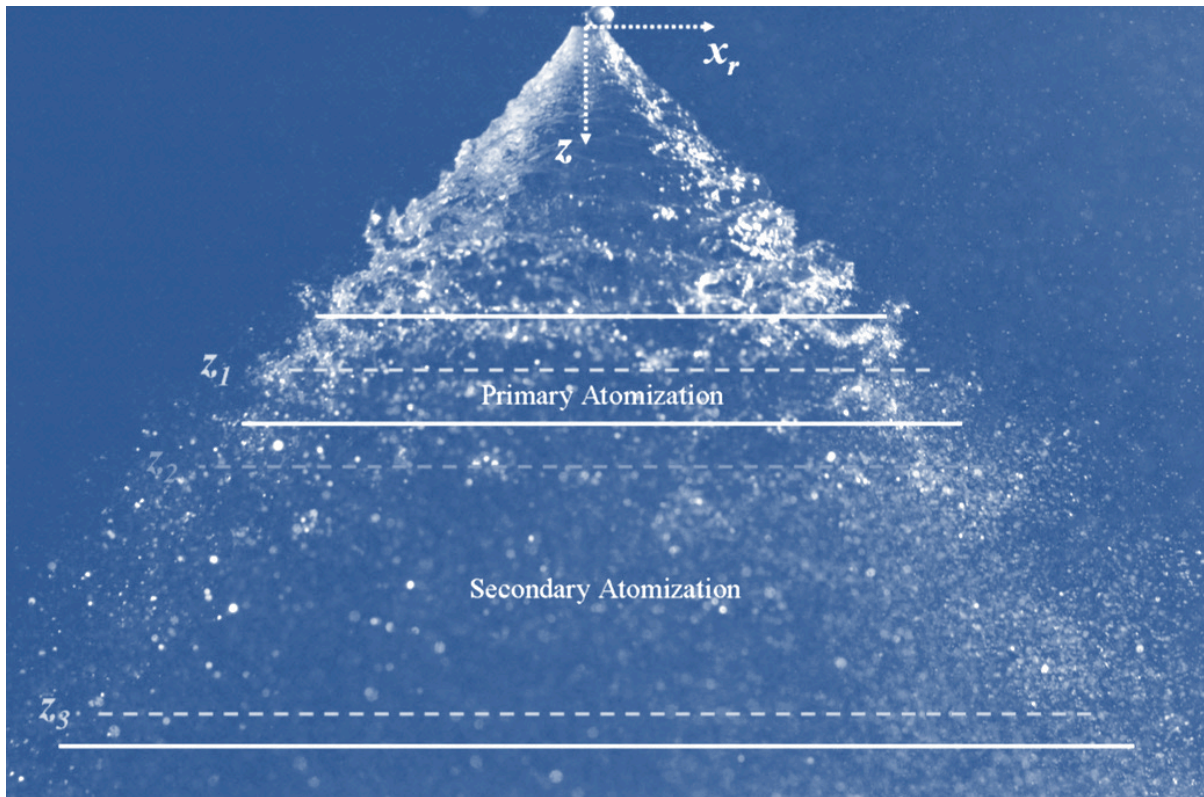 x_r
z
z_1
Primary Atomization
z_2
Secondary Atomization
z_3